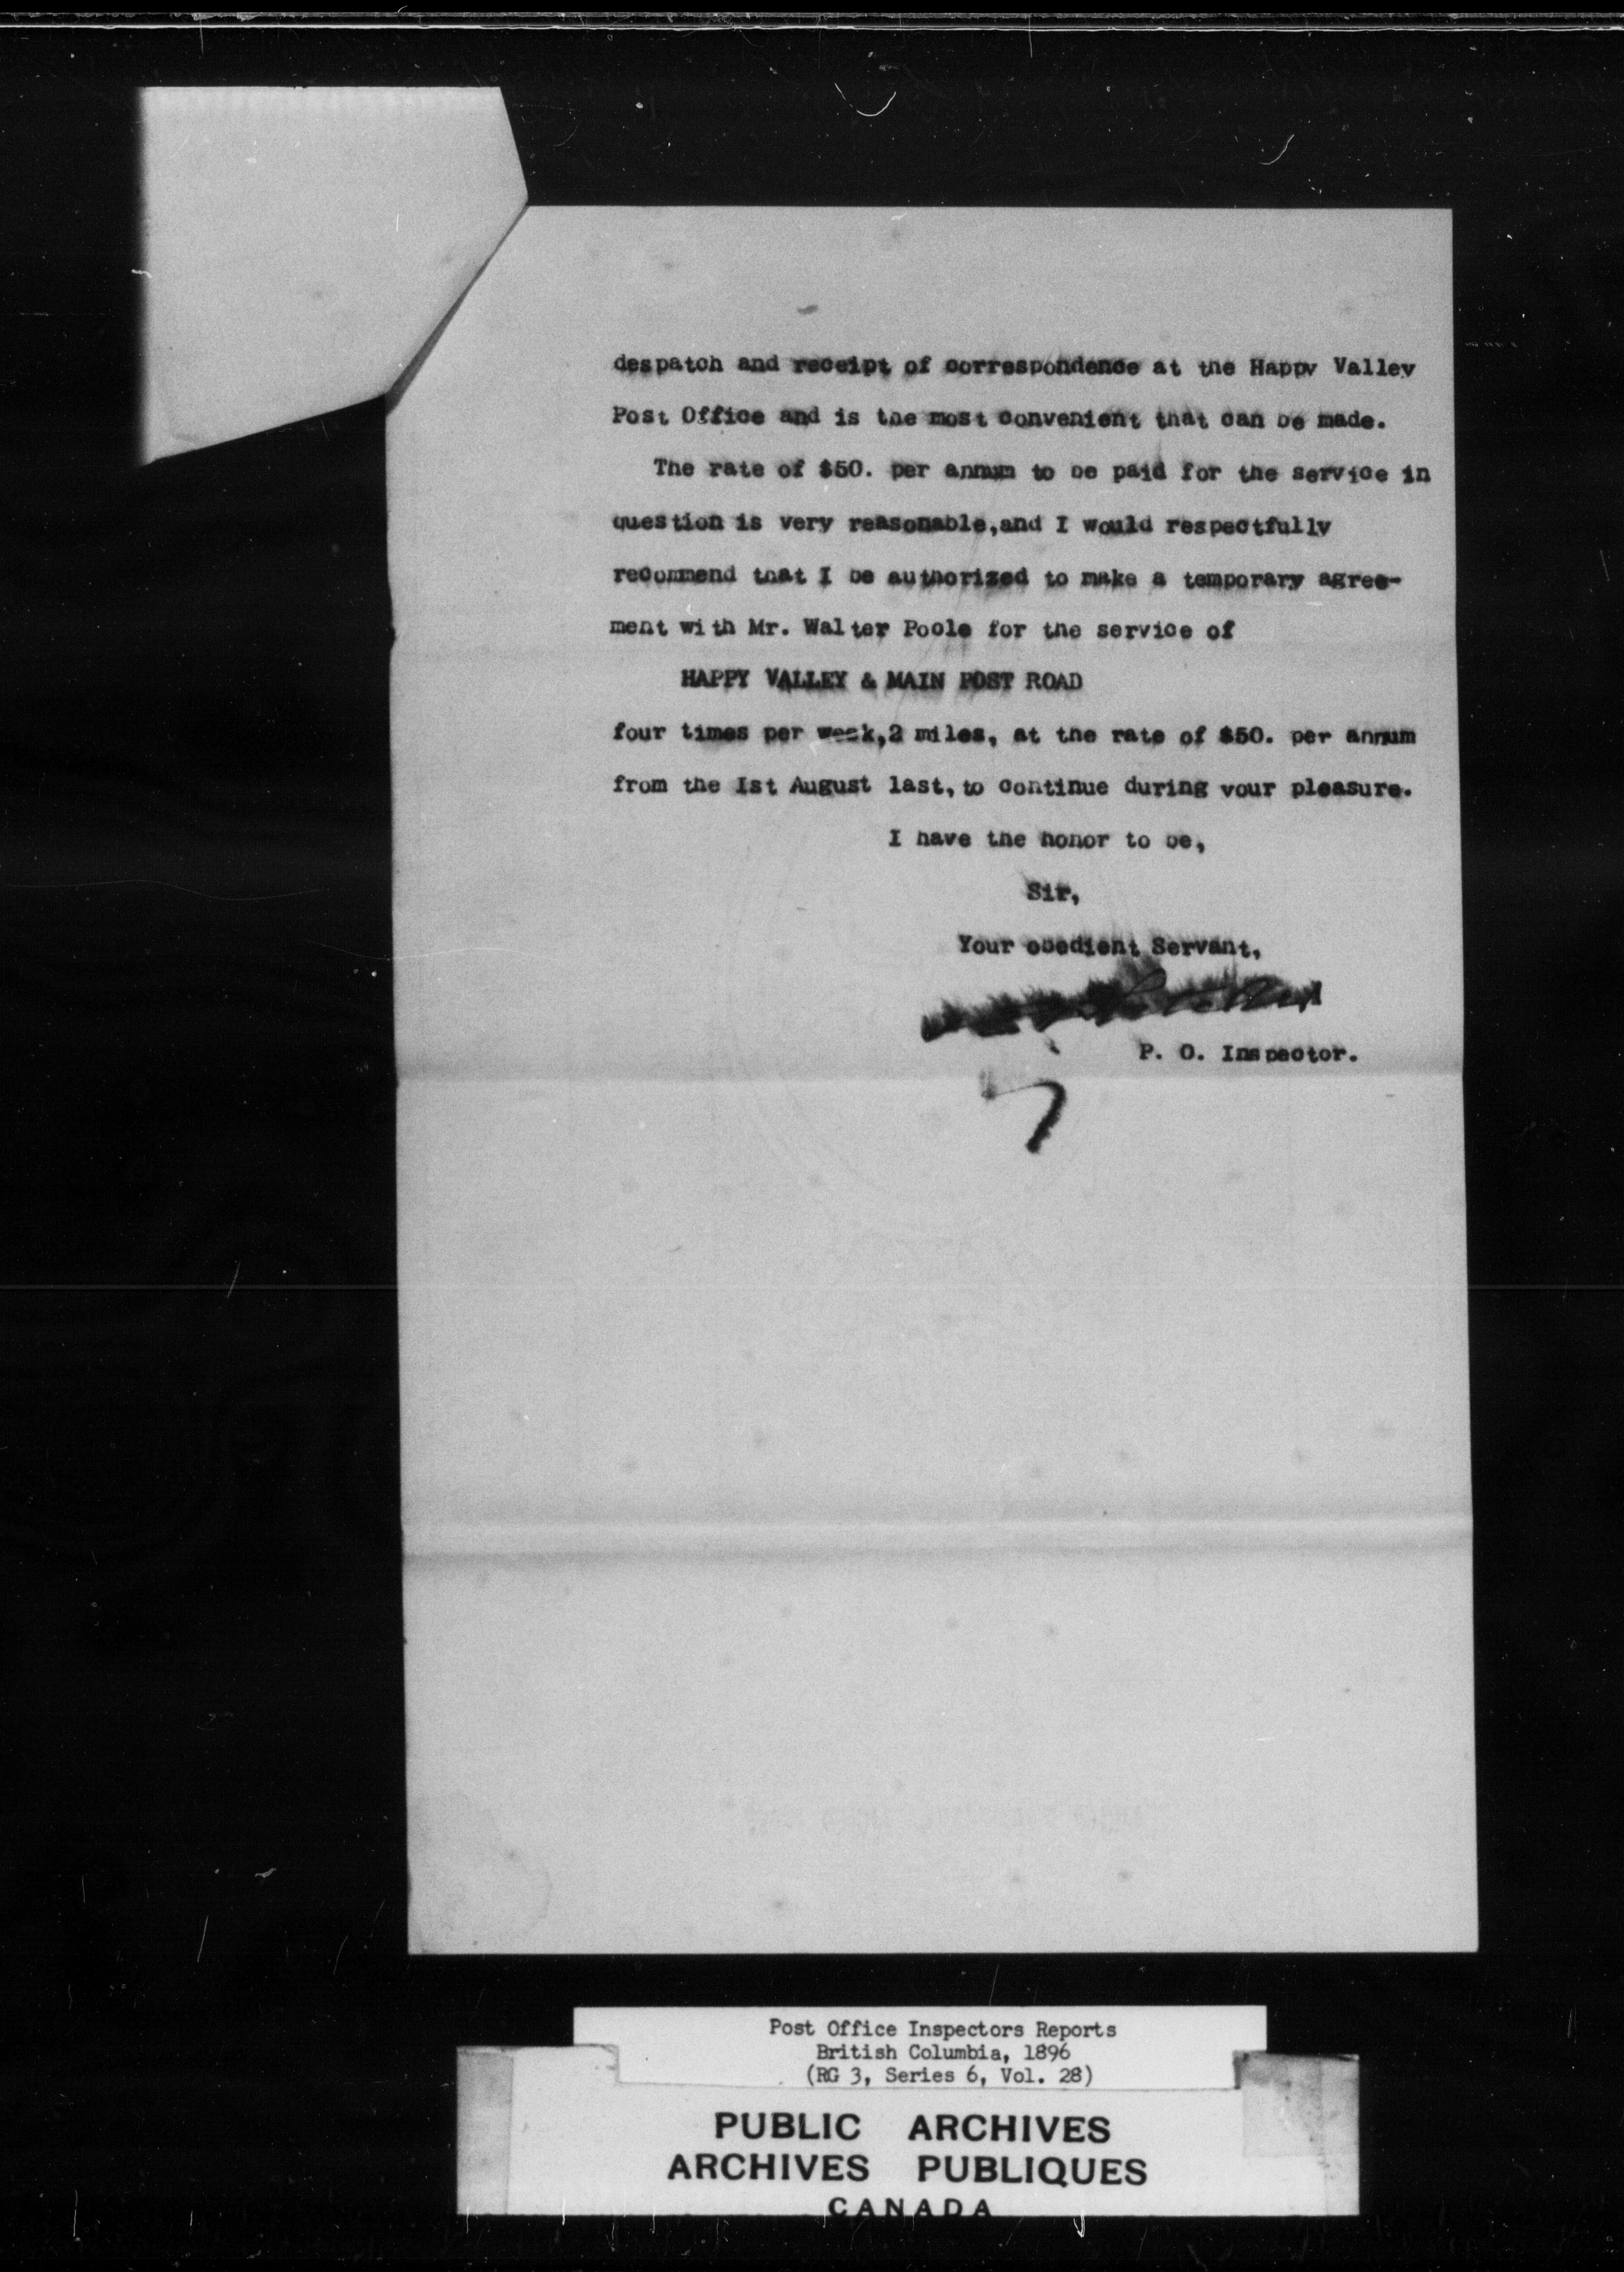 despatch and receipt of correspondence at the Happy Valley
Post Office and is the most convenient that can be made.
The rate of $50. per annum to be paid for the service in
question is very reasonable,and I would respectfully
recommend that I be authorized to make a temporary agree-
ment with Mr. Walter Poole for the service of
HAPPY VALLEY & MAIN POST ROAD
four times per week,2 miles, at the rate of $50. per annum
from the 1st August last, to continue during your pleasure.
I have the honor to be,
Sir,
Your obedient Servant,
P. O. Inspector.
Post Office Inspectors Reports
British Columbia, 1896
(RG 3, Series 6, Vol. 28)
PUBLIC ARCHIVES
ARCHIVES PUBLIQUES
CANADA